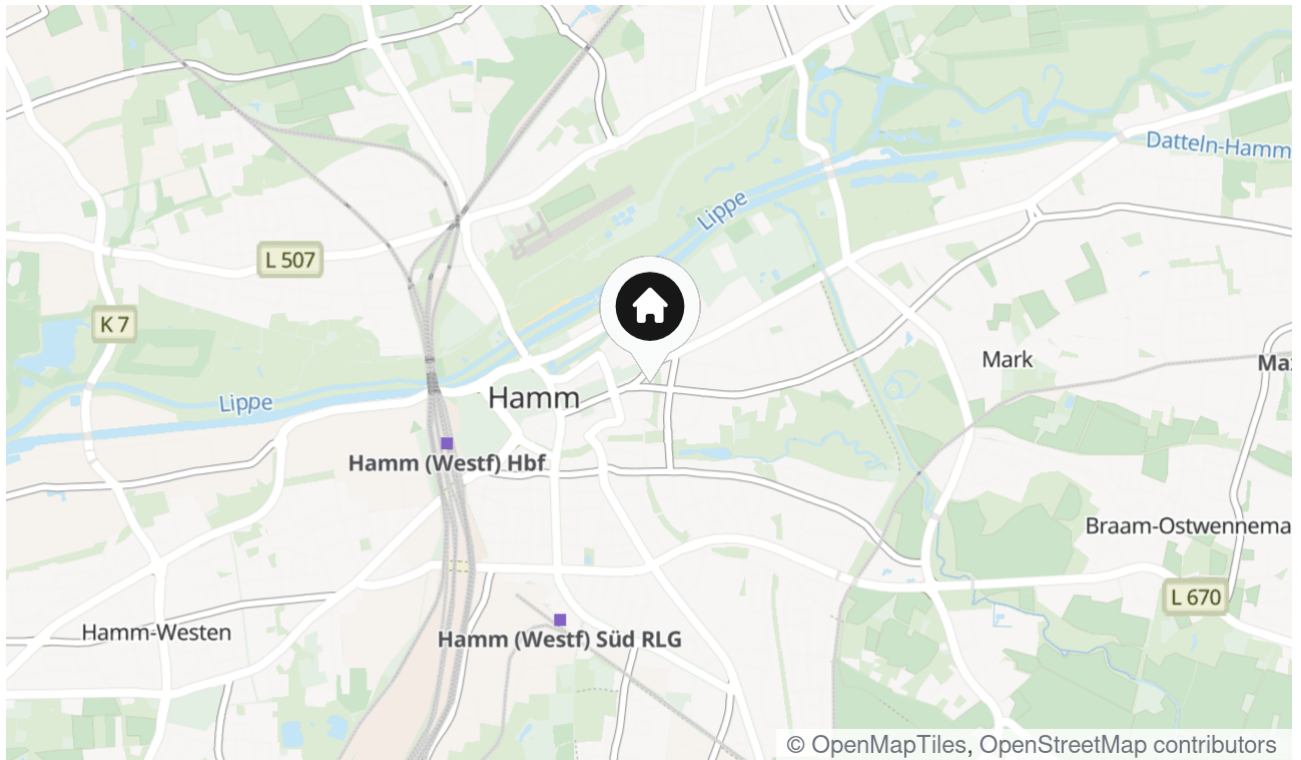 Datteln-Hamm
Lippe
L 507
K 7
Mark
Max
Hamm
Lippe
Hamm (Westf) Hbf
Braam-Ostwennema
L 670
Hamm-Westen
Hamm (Westf) Süd RLG
© OpenMapTiles, OpenStreetMap contributors